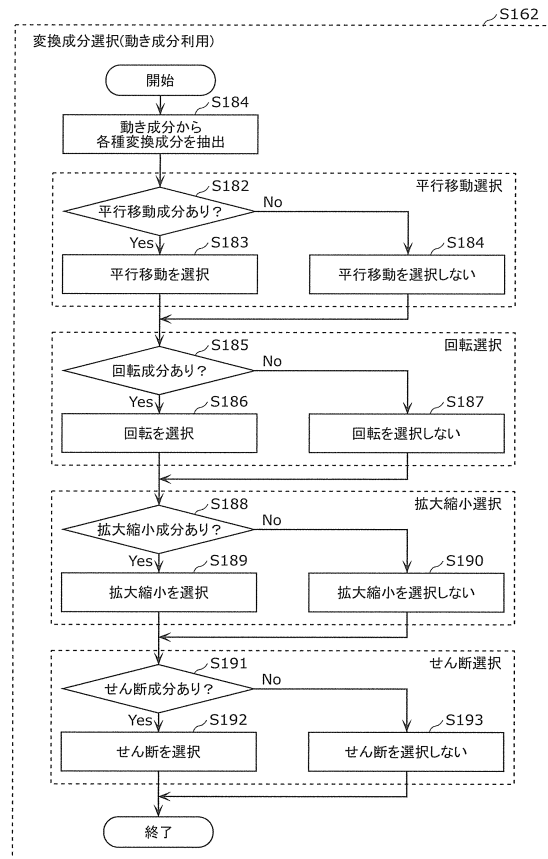 S162
変換成分選択(動き成分利用)
開始
S184
動き成分から
各種変換成分を抽出
平行移動選択
S182
平行移動成分あり?
No
Yes
S183
S184
平行移動を選択
平行移動を選択しない
回転選択
S185
回転成分あり?
No
Yes
S186
S187
回転を選択
回転を選択しない
拡大縮小選択
S188
拡大縮小成分あり?
No
Yes
S189
S190
拡大縮小を選択
拡大縮小を選択しない
せん断選択
S191
せん断成分あり?
No
Yes
S192
S193
せん断を選択
せん断を選択しない
終了